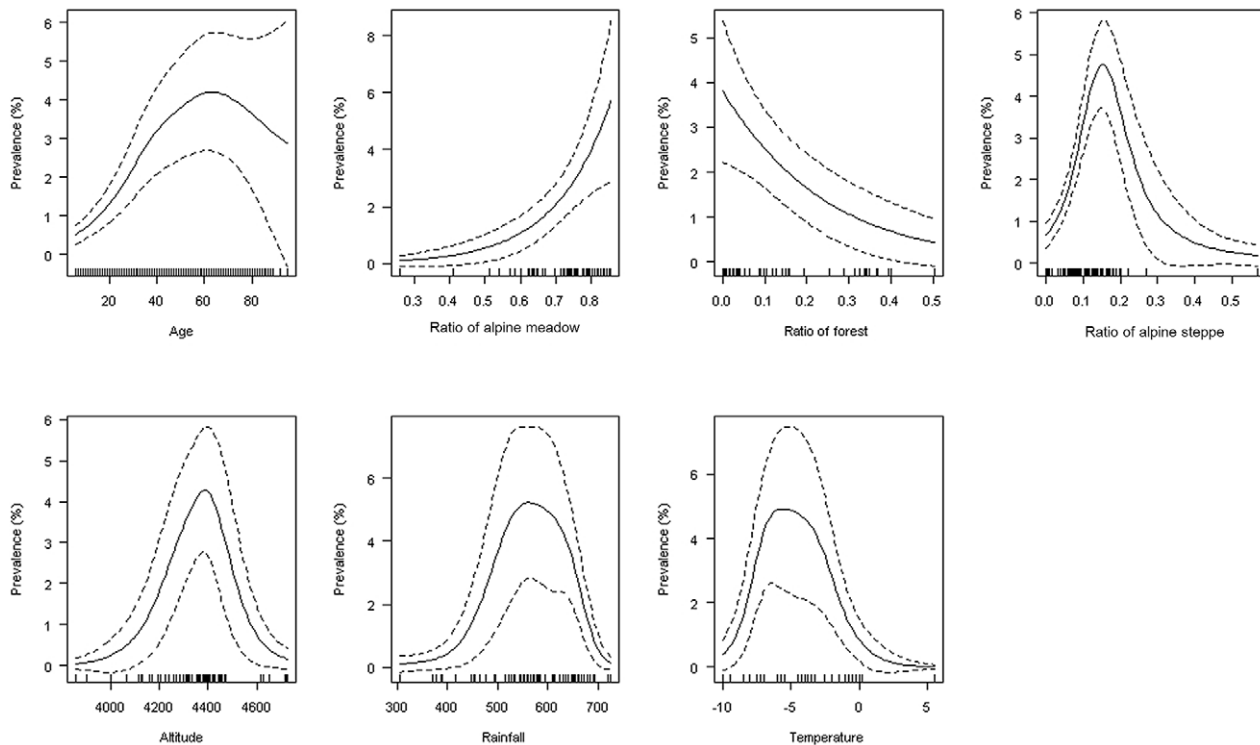 6
5
4
3
2
1
0
Prevalence (%)
20 40 60 80
Age
8
6
4
2
0
Prevalence (%)
0.3 0.4 0.5 0.6 0.7 0.8
Ratio of alpine meadow
5
4
3
2
1
0
Prevalence (%)
0.0 0.1 0.2 0.3 0.4 0.5
Ratio of forest
6
5
4
3
2
1
0
Prevalence (%)
0.0 0.1 0.2 0.3 0.4 0.5
Ratio of alpine steppe
6
5
4
3
2
1
0
Prevalence (%)
4000 4200 4400 4600
Altitude
6
4
2
0
Prevalence (%)
300 400 500 600 700
Rainfall
6
4
2
0
Prevalence (%)
-10 -5 0 5
Temperature